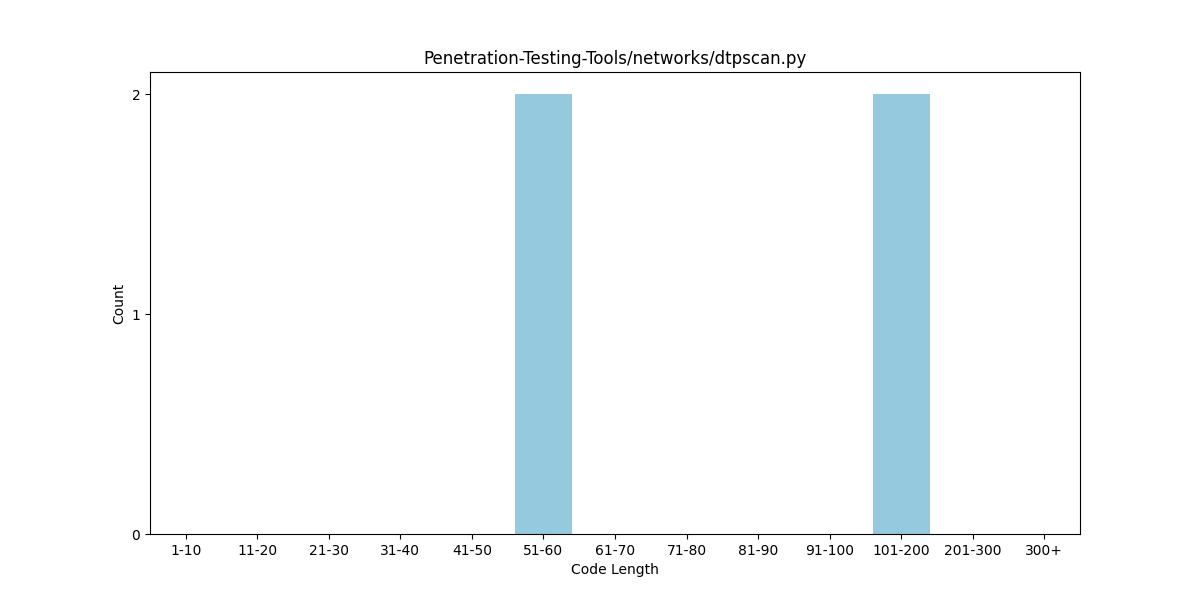 Penetration-Testing-Tools/networks/dtpscan.py
2
1
0
Count
1-10 11-20 21-30 31-40 41-50 51-60 61-70 71-80 81-90 91-100 101-200 201-300 300+
Code Length